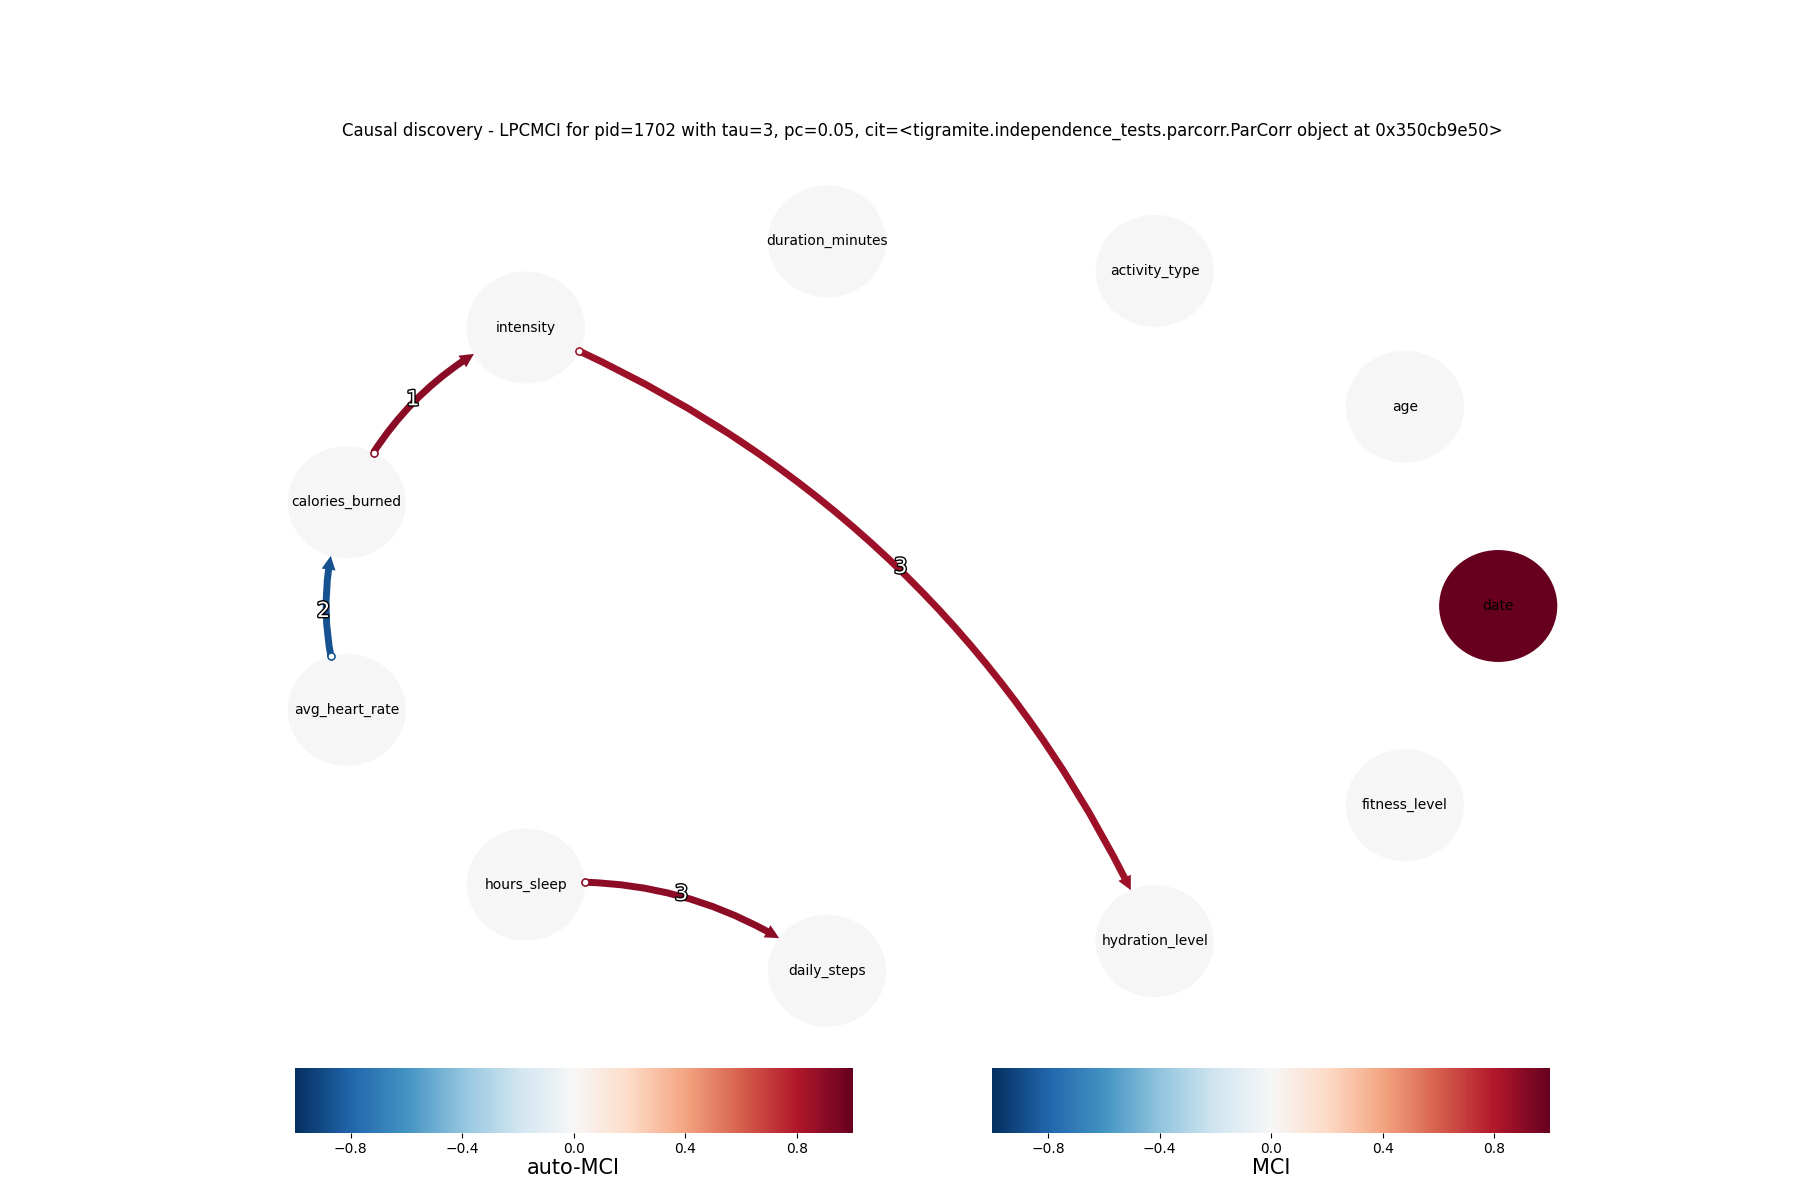 Causal discovery - LPCMCI for pid=1702 with tau=3, pc=0.05, cit=<tigramite.independence_tests.parcorr.ParCorr object at 0x350cb9e50>
duration_minutes
activity_type
intensity
1
age
calories_burned
3
date
2
avg_heart_rate
fitness_level
hours_sleep
3
hydration_level
daily_steps
−0.8 −0.4 0.0 0.4 0.8
auto-MCI
−0.8 −0.4 0.0 0.4 0.8
MCI